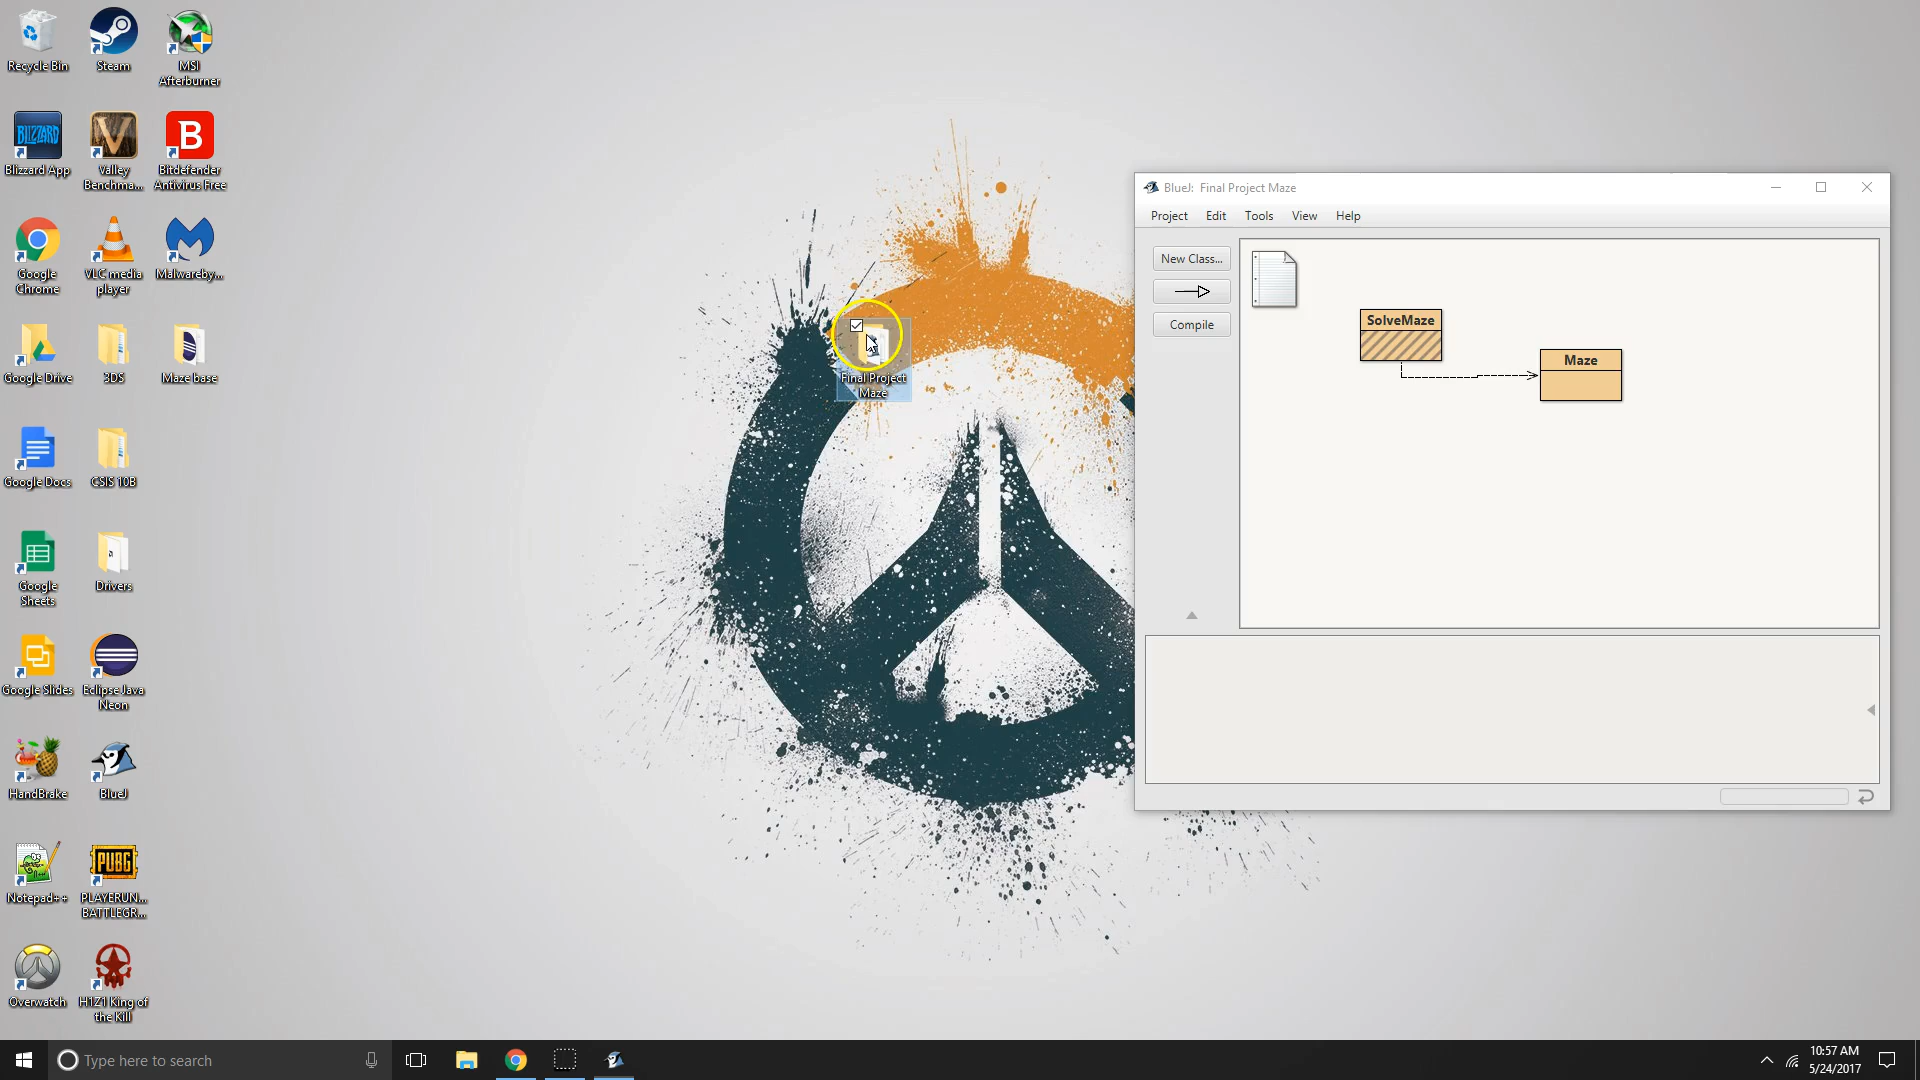 Recycle Bin
Steam
MSI
Afterburner
BLIZZARD
Blizzard App
V
Valley
Benchma...
B
Bitdefender
Antivirus Free
Google
Chrome
VLC media
player
Malwareby...
Google Drive
3DS
Maze base
Google Docs
CSIS 10B
Google
Sheets
Drivers
Google Slides
Eclipse Java
Neon
HandBrake
BlueJ
Notepad++
PUBG
PLAYERUN...
BATTLEGR...
Overwatch
H1Z1 King of
the Kill
Final Project
Maze
BlueJ: Final Project Maze
Project Edit Tools View Help
New Class...
Compile
SolveMaze
Maze
Type here to search
10:57 AM
5/24/2017